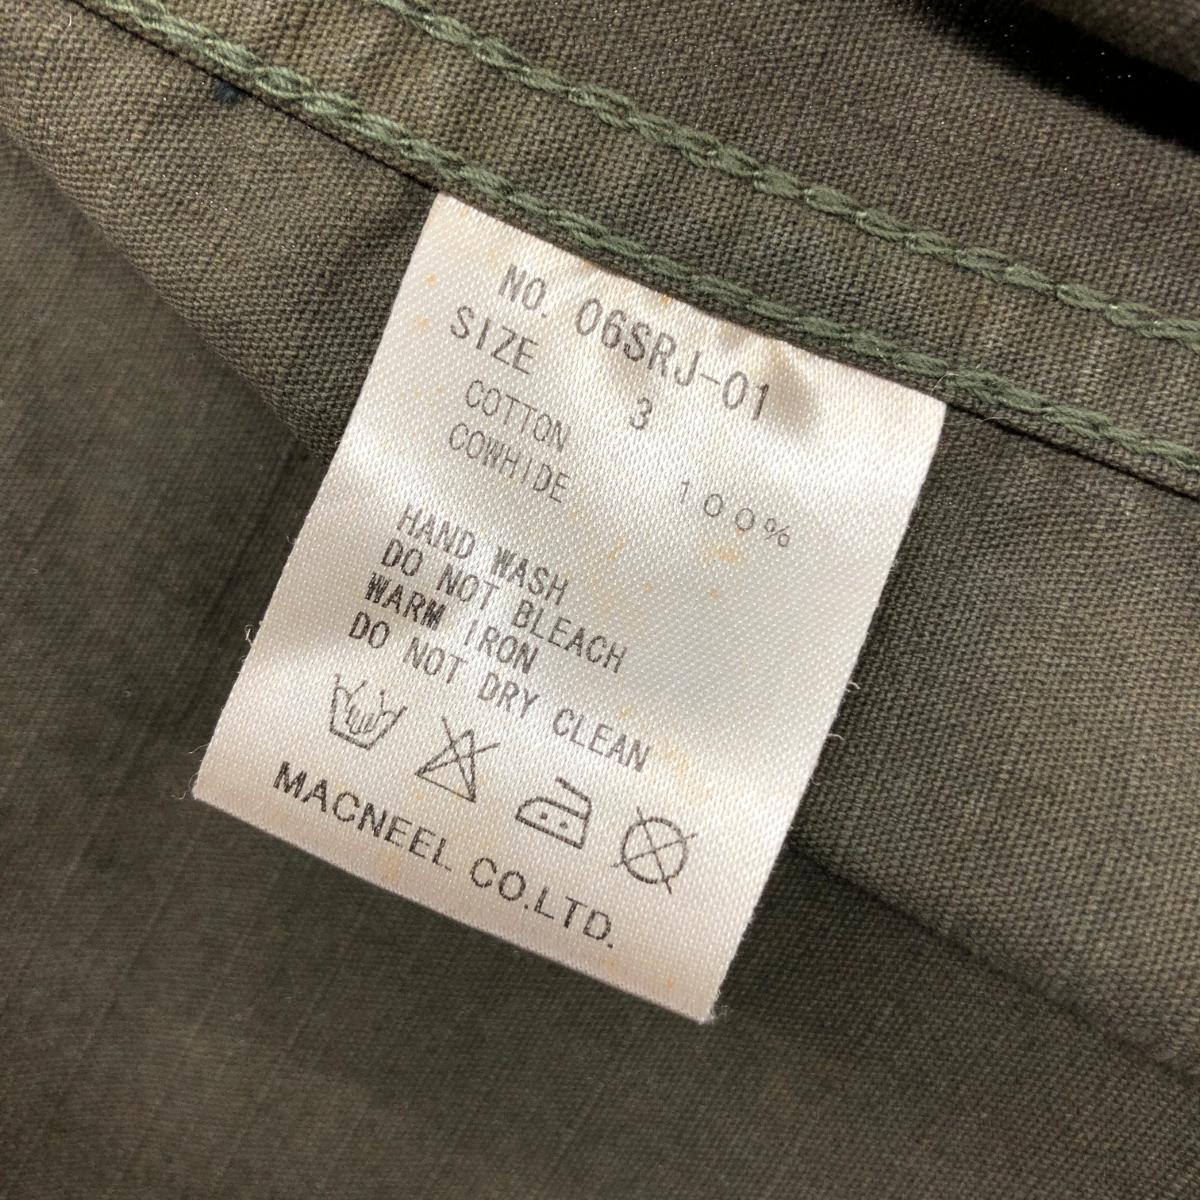 NO. 06SRJ-01
SIZE 3
COTTON 100%
COWHIDE
HAND WASH
DO NOT BLEACH
WARM IRON
DO NOT DRY CLEAN
MACNEEL CO.LTD.